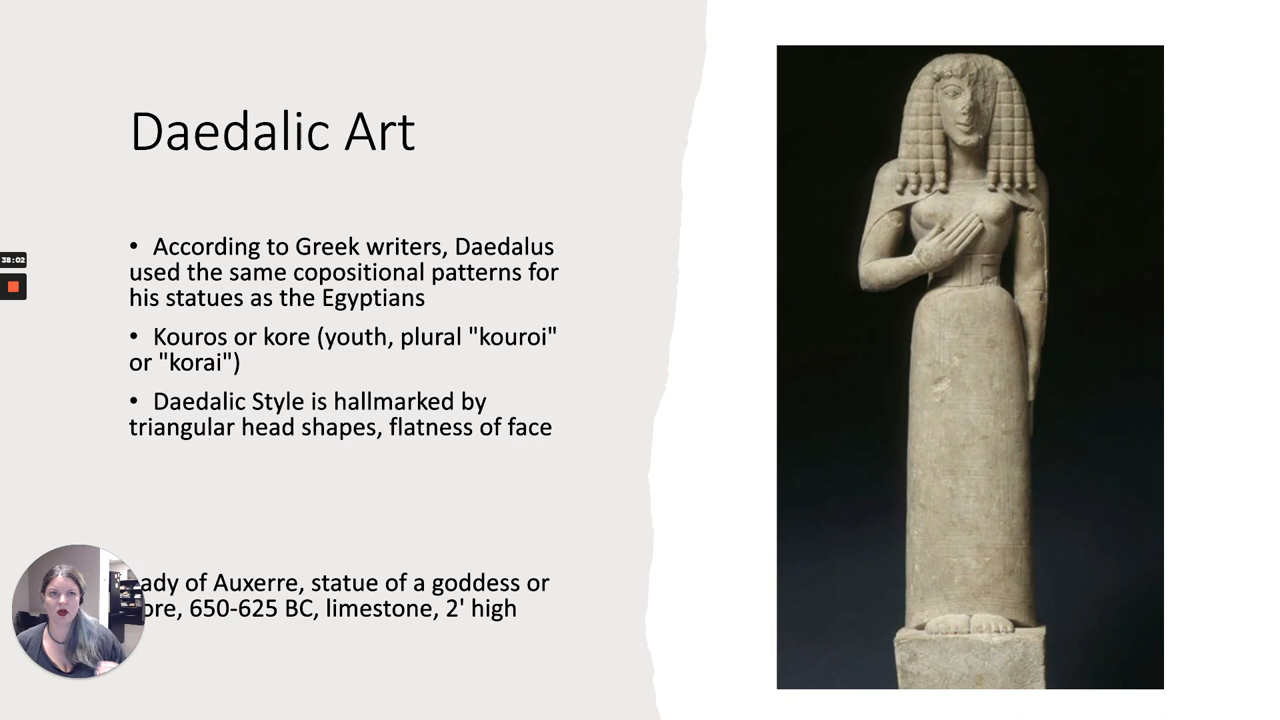 Daedalic Art
• According to Greek writers, Daedalus
used the same copositional patterns for
his statues as the Egyptians
• Kouros or kore (youth, plural "kouroi"
or "korai")
• Daedalic Style is hallmarked by
triangular head shapes, flatness of face
38:02
ady of Auxerre, statue of a goddess or
ore, 650-625 BC, limestone, 2' high